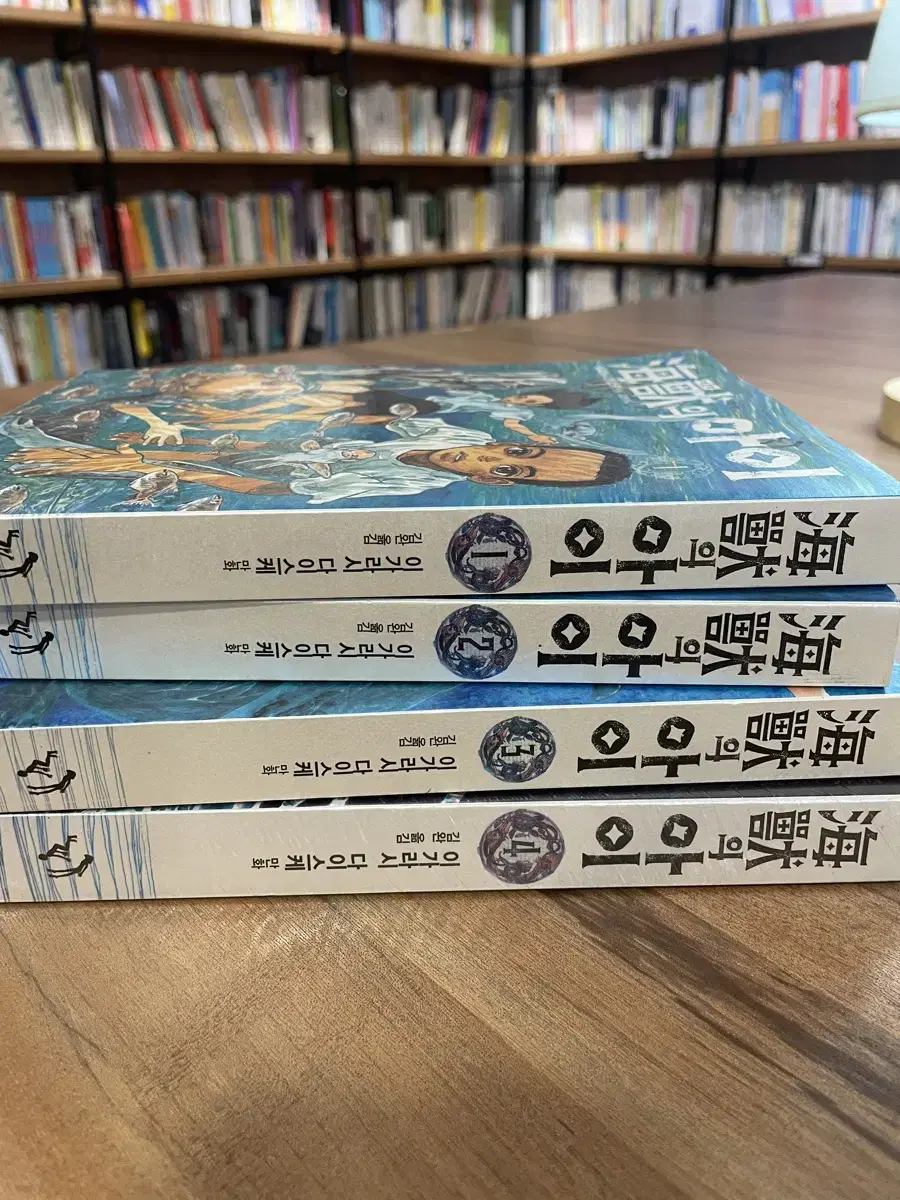 海獸의 아이
1
海獸의 아이 1 이가라시 다이스케 만화 김완 옮김
海獸의 아이 2 이가라시 다이스케 만화 김완 옮김
海獸의 아이 3 이가라시 다이스케 만화 김완 옮김
海獸의 아이 4 이가라시 다이스케 만화 김완 옮김